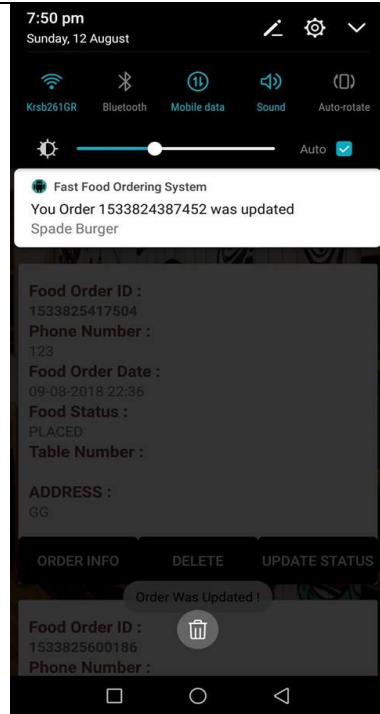 7:50 pm
Sunday, 12 August
Krsb261GR Bluetooth Mobile data Sound Auto-rotate
Auto
Fast Food Ordering System
You Order 1533824387452 was updated
Spade Burger
Food Order ID :
1533825417504
Phone Number :
123
Food Order Date :
09-08-2018 22:36
Food Status :
PLACED
Table Number :
ADDRESS :
GG
ORDER INFO DELETE UPDATE STATUS
Order Was Updated !
Food Order ID :
1533825600186
Phone Number :